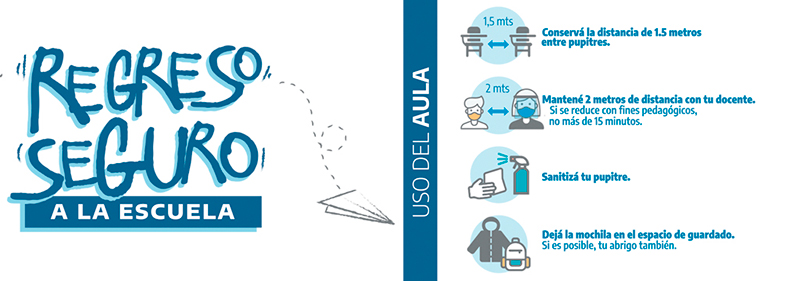 REGRESO
SEGURO
A LA ESCUELA
USO DEL AULA
1,5 mts
Conservá la distancia de 1.5 metros
entre pupitres.
2 mts
Mantené 2 metros de distancia con tu docente.
Si se reduce con fines pedagógicos,
no más de 15 minutos.
Sanitizá tu pupitre.
Dejá la mochila en el espacio de guardado.
Si es posible, tu abrigo también.